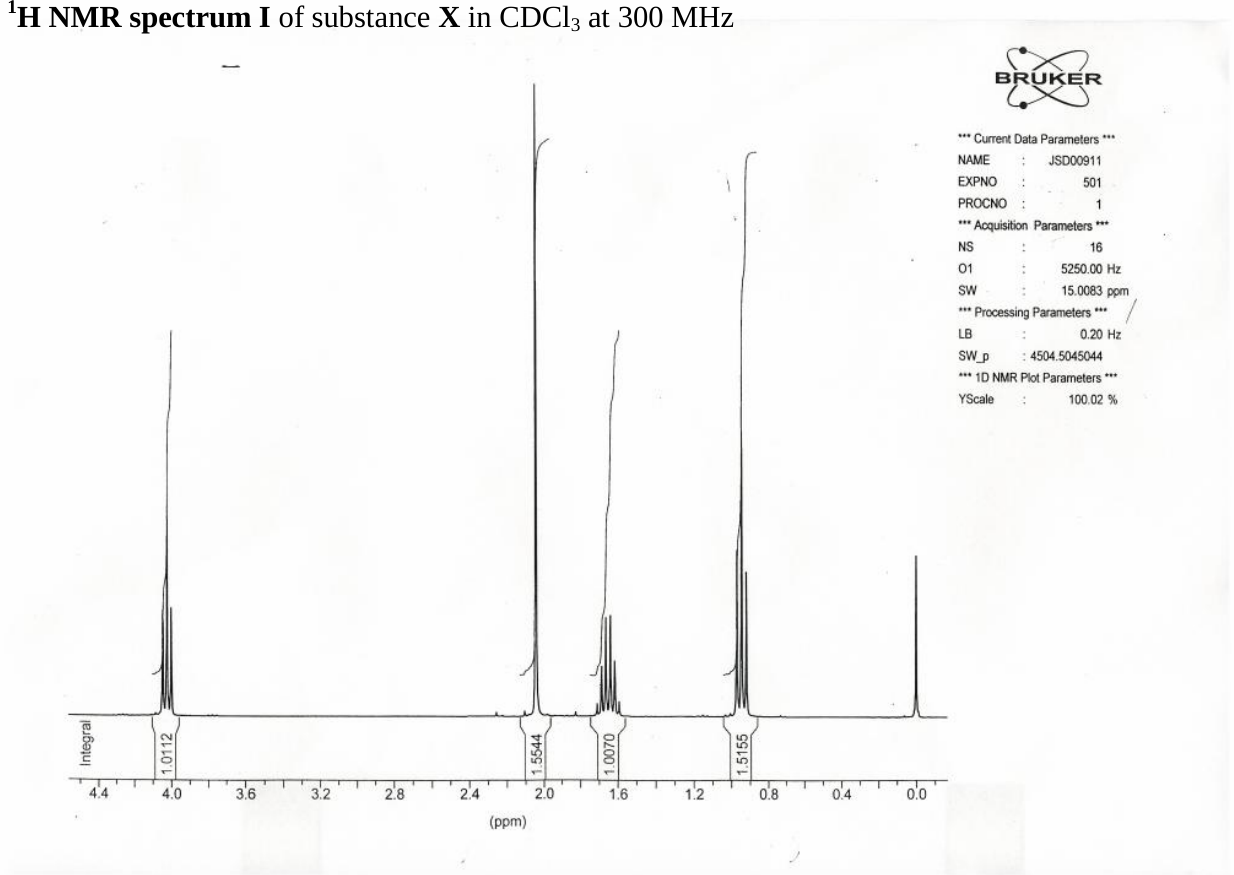 ¹H NMR spectrum I of substance X in CDCl₃ at 300 MHz
BRUKER
*** Current Data Parameters ***
NAME : JSD00911
EXPNO : 501
PROCNO : 1
*** Acquisition Parameters ***
NS : 16
O1 : 5250.00 Hz
SW : 15.0083 ppm
*** Processing Parameters ***
LB : 0.20 Hz
SW_p : 4504.5045044
*** 1D NMR Plot Parameters ***
YScale : 100.02 %
Integral
1.0112
1.5544
1.0070
1.5155
4.4 4.0 3.6 3.2 2.8 2.4 2.0 1.6 1.2 0.8 0.4 0.0
(ppm)